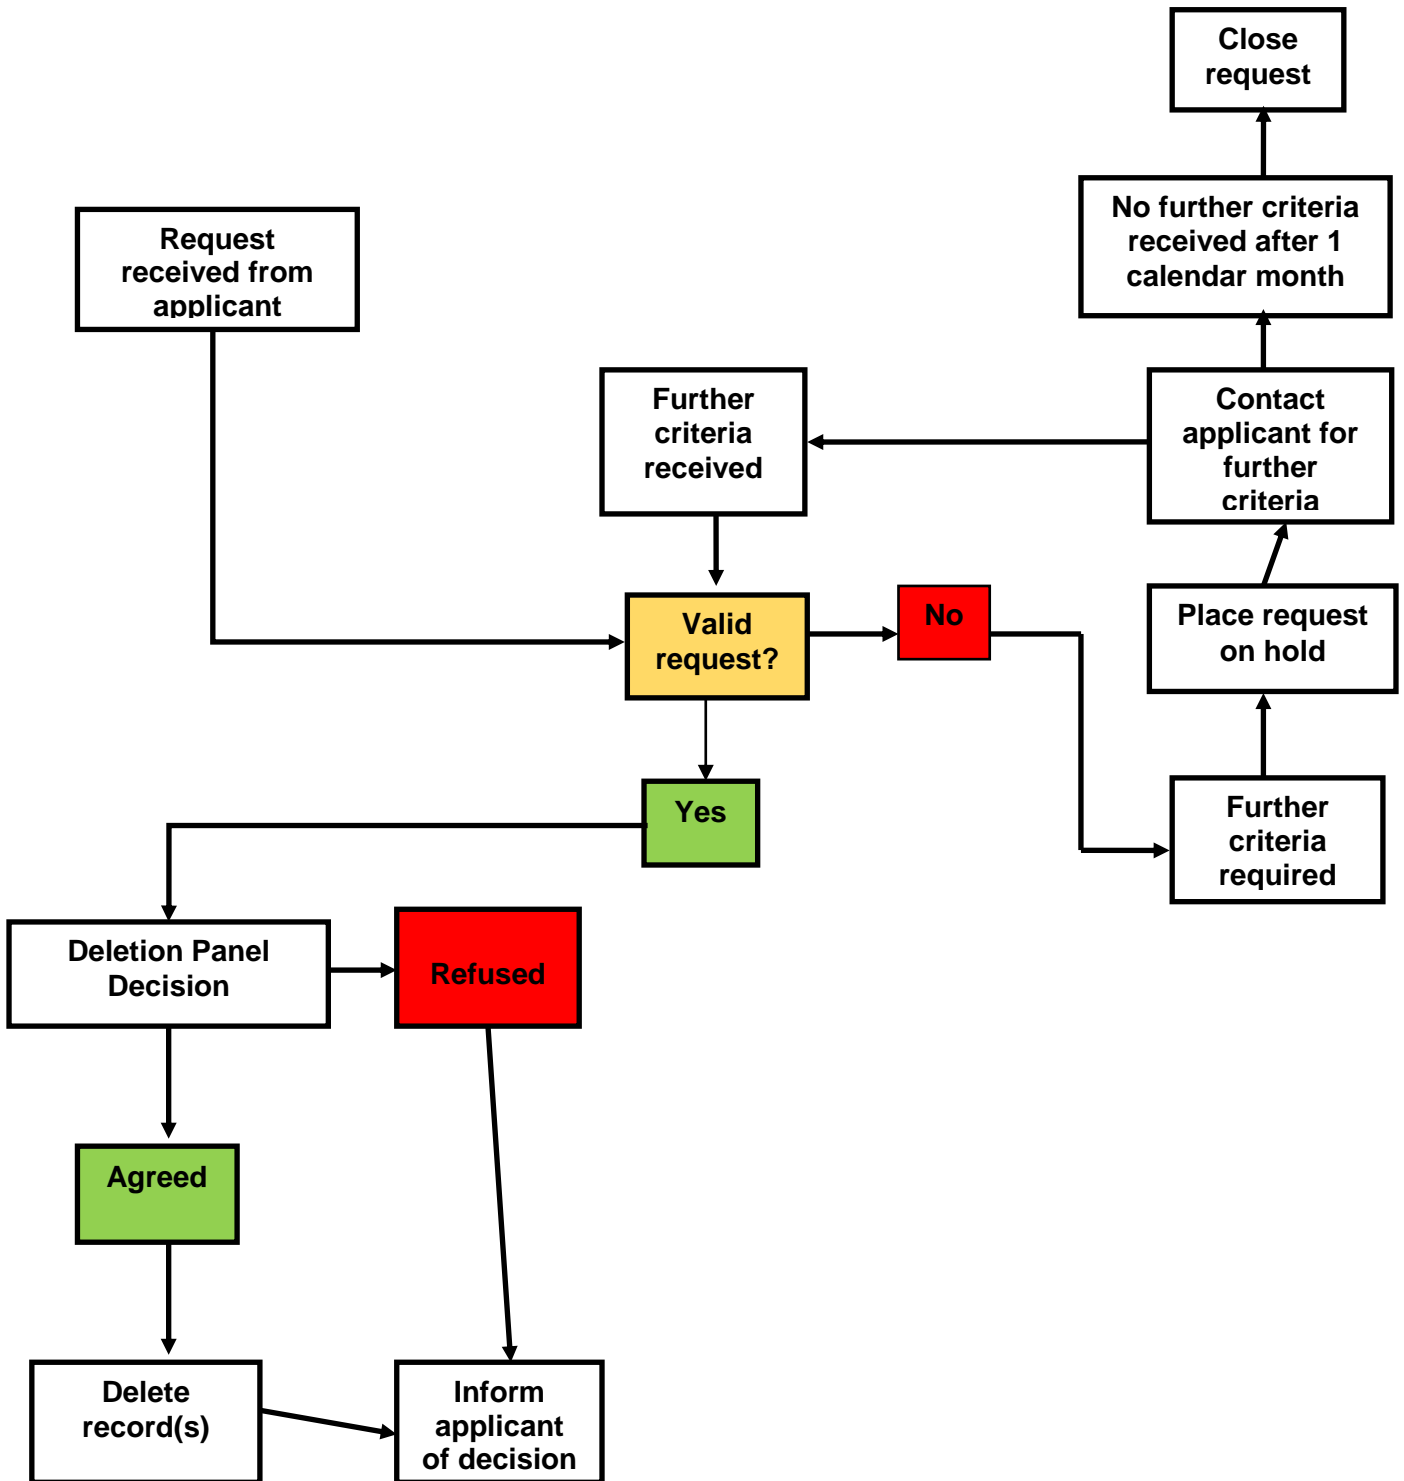 Close
request
No further criteria
received after 1
calendar month
Request
received from
applicant
Further
criteria
received
Contact
applicant for
further
criteria
Valid
request?
No
Place request
on hold
Yes
Further
criteria
required
Deletion Panel
Decision
Refused
Agreed
Delete
record(s)
Inform
applicant
of decision